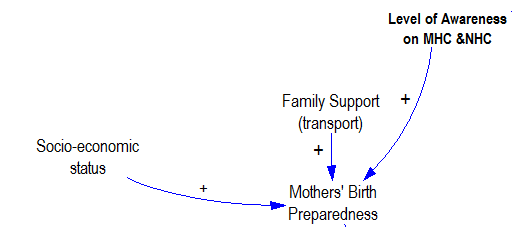 Level of Awareness
on MHC &NHC
Family Support
(transport)
+
+
Socio-economic
status
+
Mothers' Birth
Preparedness